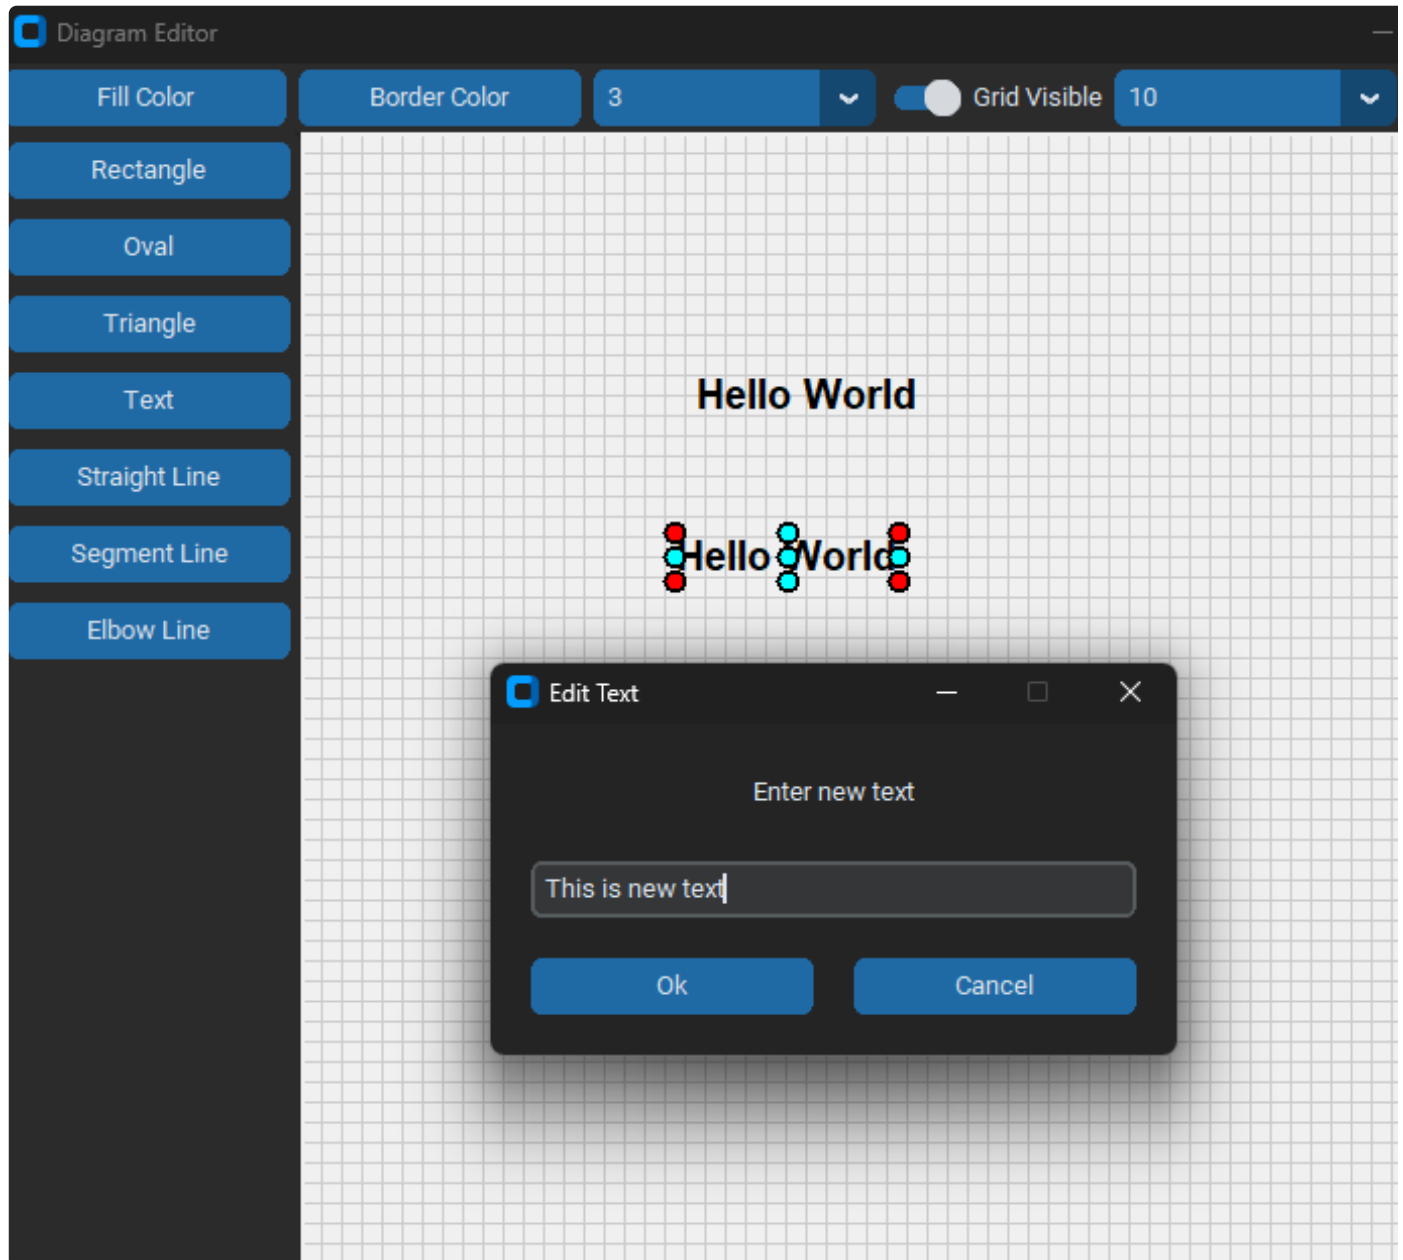 Diagram Editor
Fill Color Border Color 3 Grid Visible 10
Rectangle
Oval
Triangle
Text
Straight Line
Segment Line
Elbow Line
Hello World
Hello World
Edit Text
Enter new text
This is new text
Ok Cancel